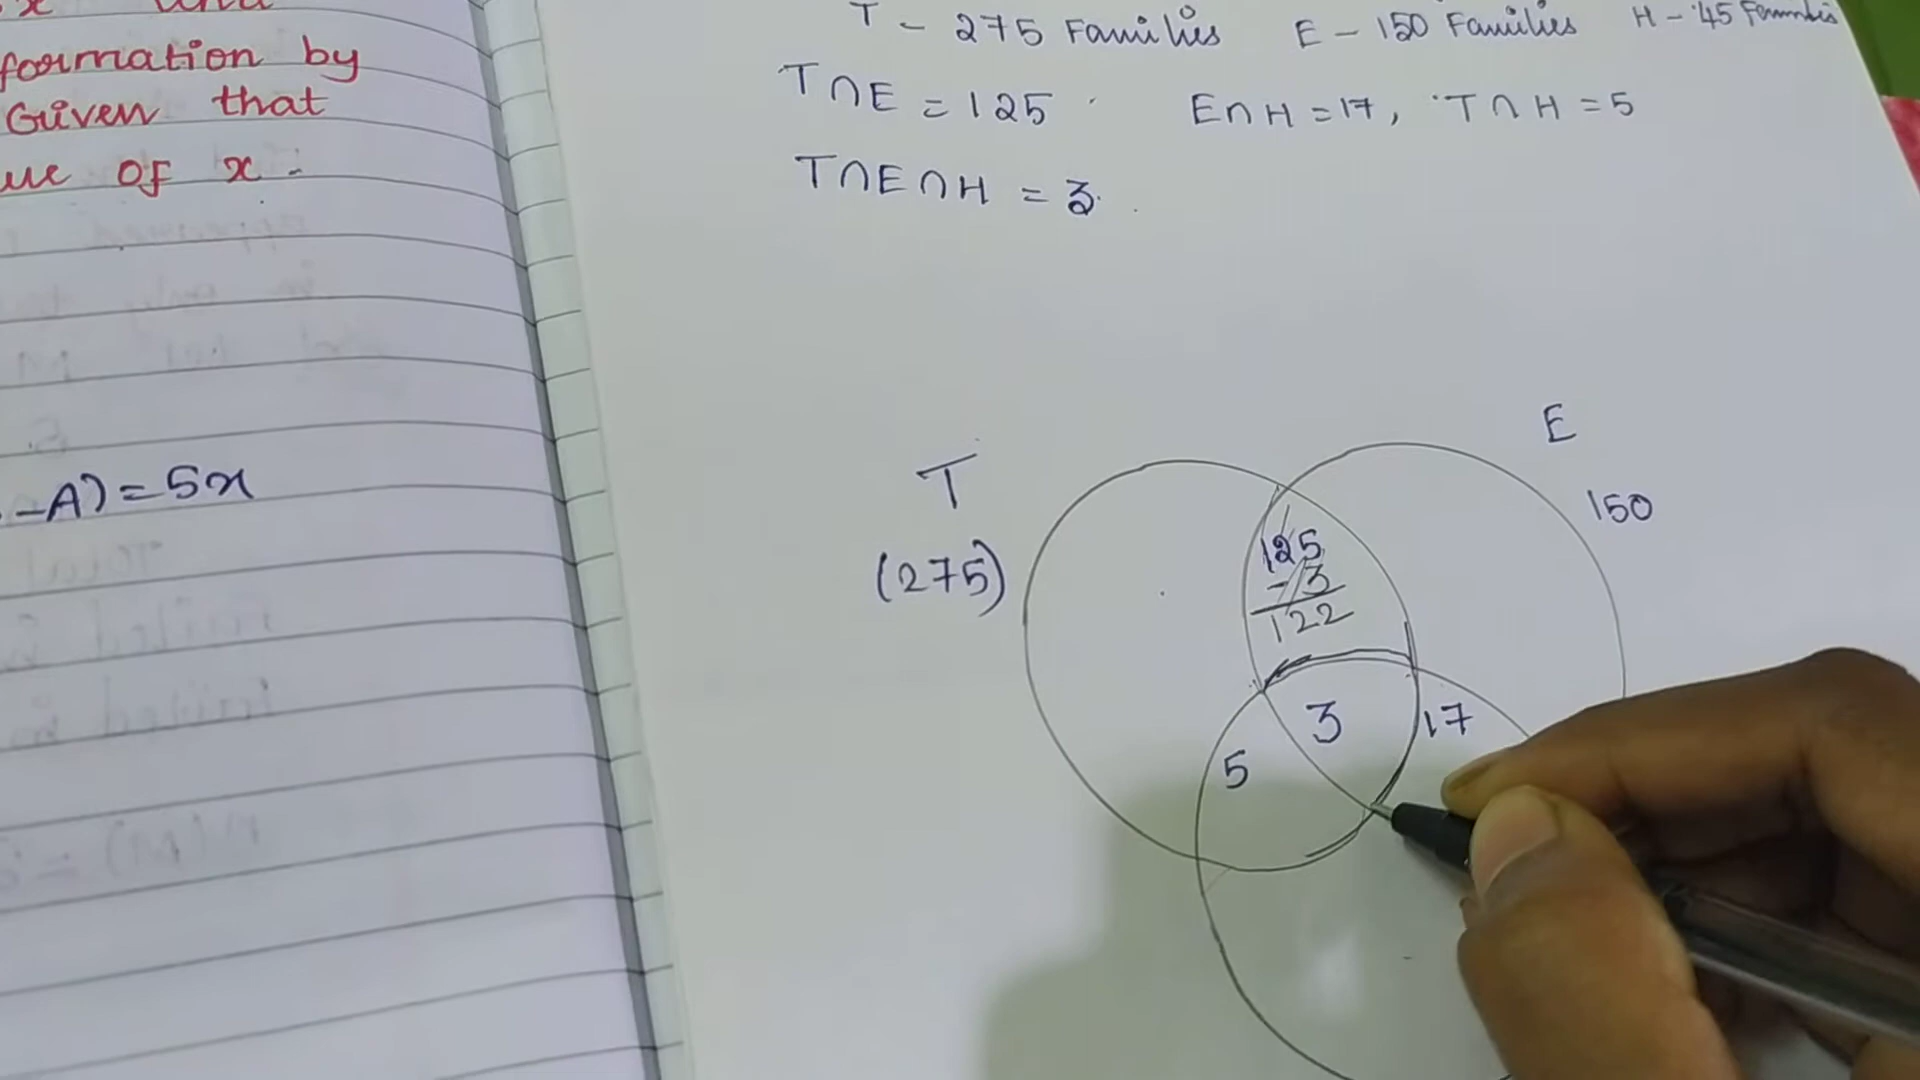 formation by
Given that
of x.
-A) = 5x
T - 275 Families E - 150 Families H - 45 Families
T∩E = 125 E∩H = 17, T∩H = 5
T∩E∩H = 3
E
T
150
(275)
125
-3
122
3
17
5